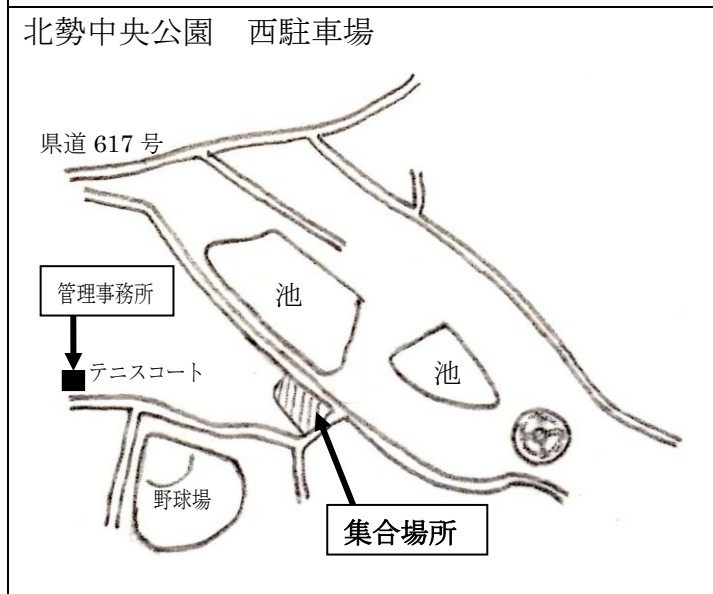 北勢中央公園　西駐車場
県道 617 号
管理事務所
池
テニスコート
池
野球場
集合場所